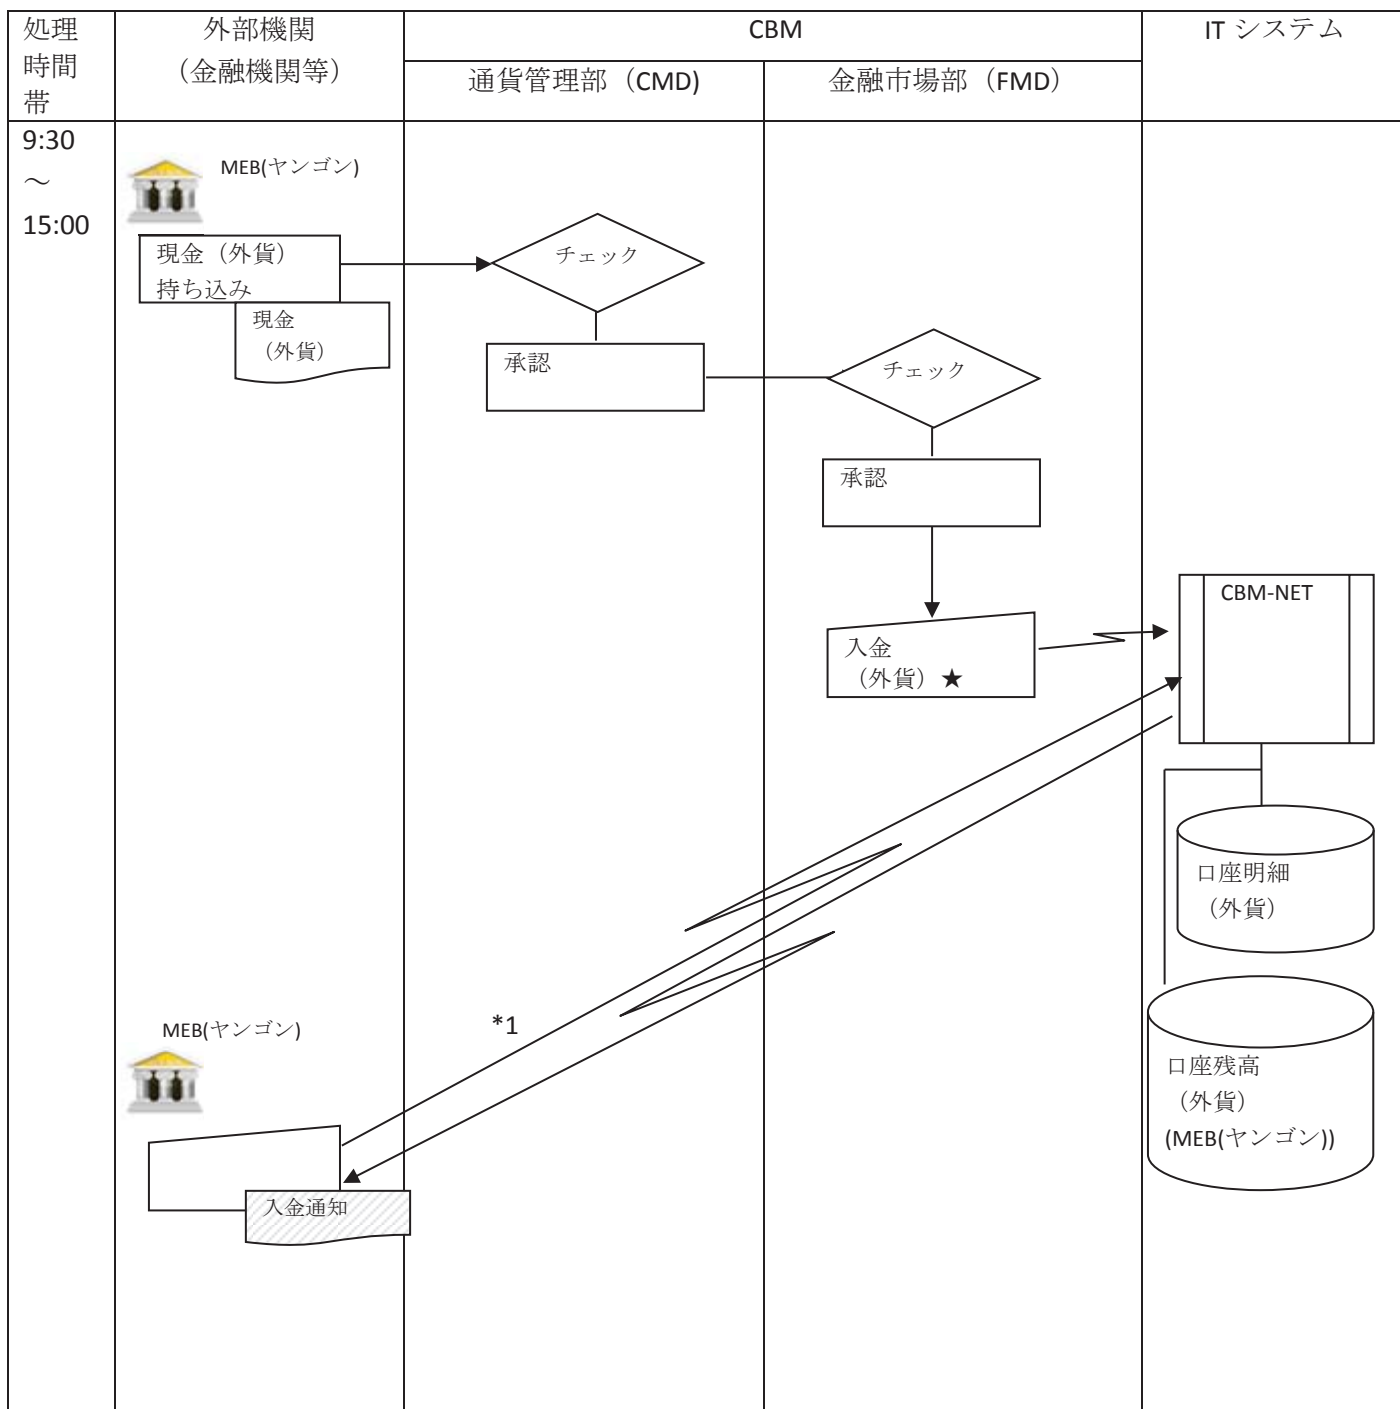 処理
時間
帯
外部機関
（金融機関等）
CBM
通貨管理部（CMD)
金融市場部（FMD）
IT システム
9:30
～
15:00
MEB(ヤンゴン)
現金（外貨）
持ち込み
現金
（外貨）
チェック
承認
チェック
承認
入金
（外貨）★
CBM-NET
口座明細
（外貨）
口座残高
（外貨）
(MEB(ヤンゴン))
*1
MEB(ヤンゴン)
入金通知